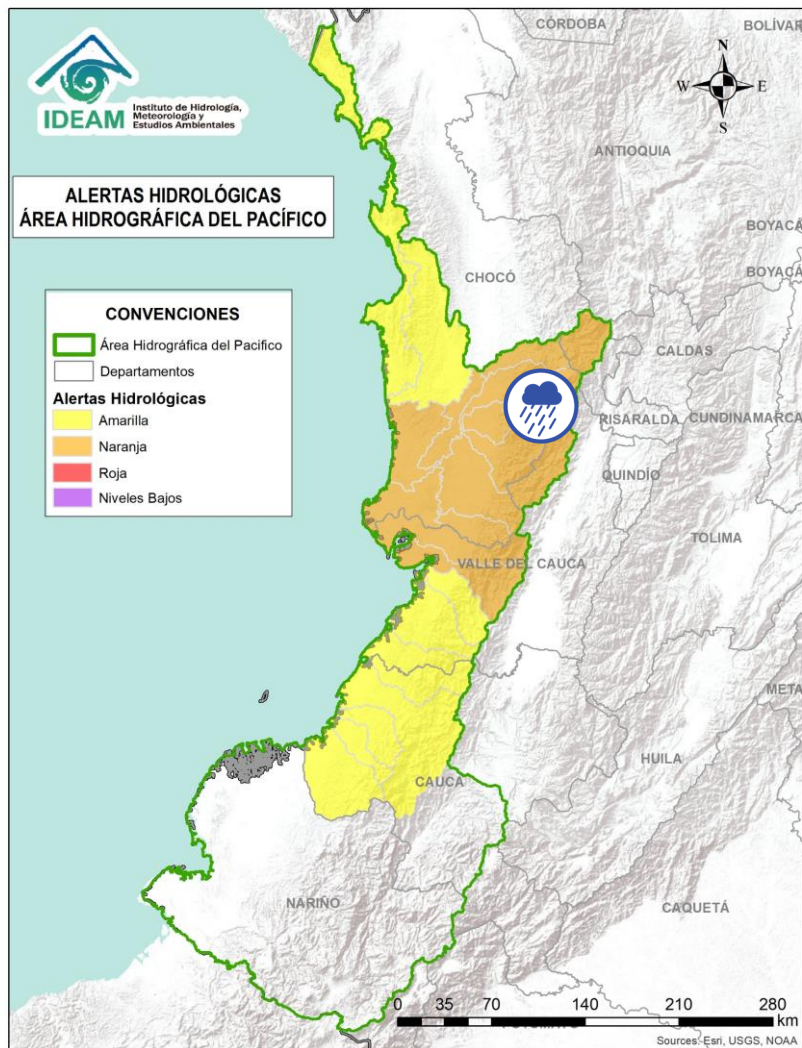 IDEAM
Instituto de Hidrología,
Meteorología y
Estudios Ambientales
ALERTAS HIDROLÓGICAS
ÁREA HIDROGRÁFICA DEL PACÍFICO
CONVENCIONES
Área Hidrográfica del Pacifico
Departamentos
Alertas Hidrológicas
Amarilla
Naranja
Roja
Niveles Bajos
CÓRDOBA
BOLÍVAR
N
W
E
S
ANTIOQUIA
BOYACÁ
BOYACÁ
CHOCÓ
CALDAS
RISARALDA
CUNDINAMARCA
QUINDÍO
TOLIMA
VALLE DEL CAUCA
META
HUILA
CAUCA
NARIÑO
CAQUETÁ
0 35 70 140 210 280
km
Sources: Esri, USGS, NOAA